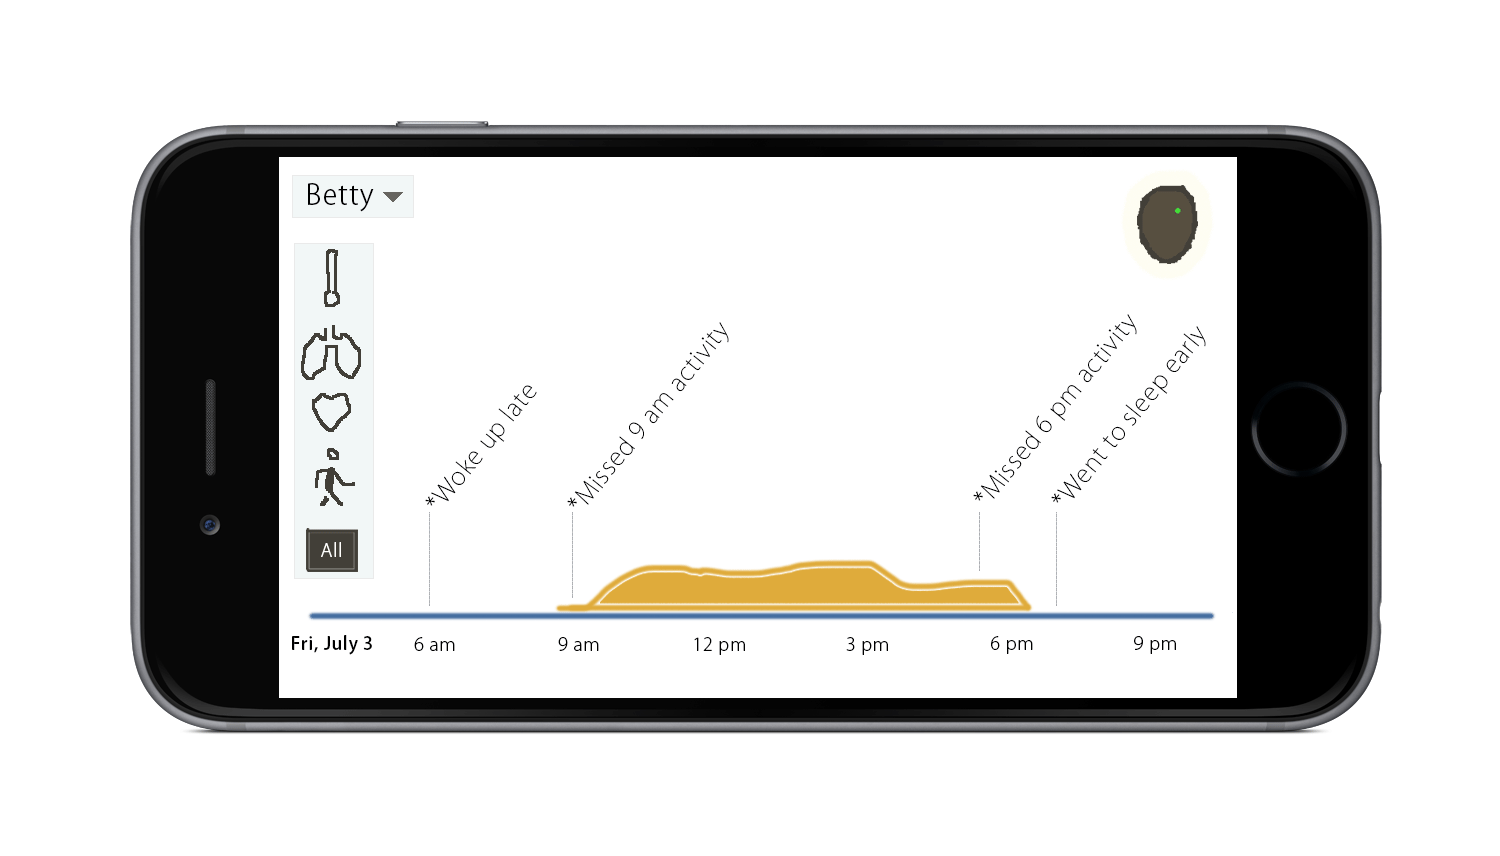 Betty
*Woke up late
*Missed 9 am activity
*Missed 6 pm activity
*Went to sleep early
All
Fri, July 3
6 am
9 am
12 pm
3 pm
6 pm
9 pm